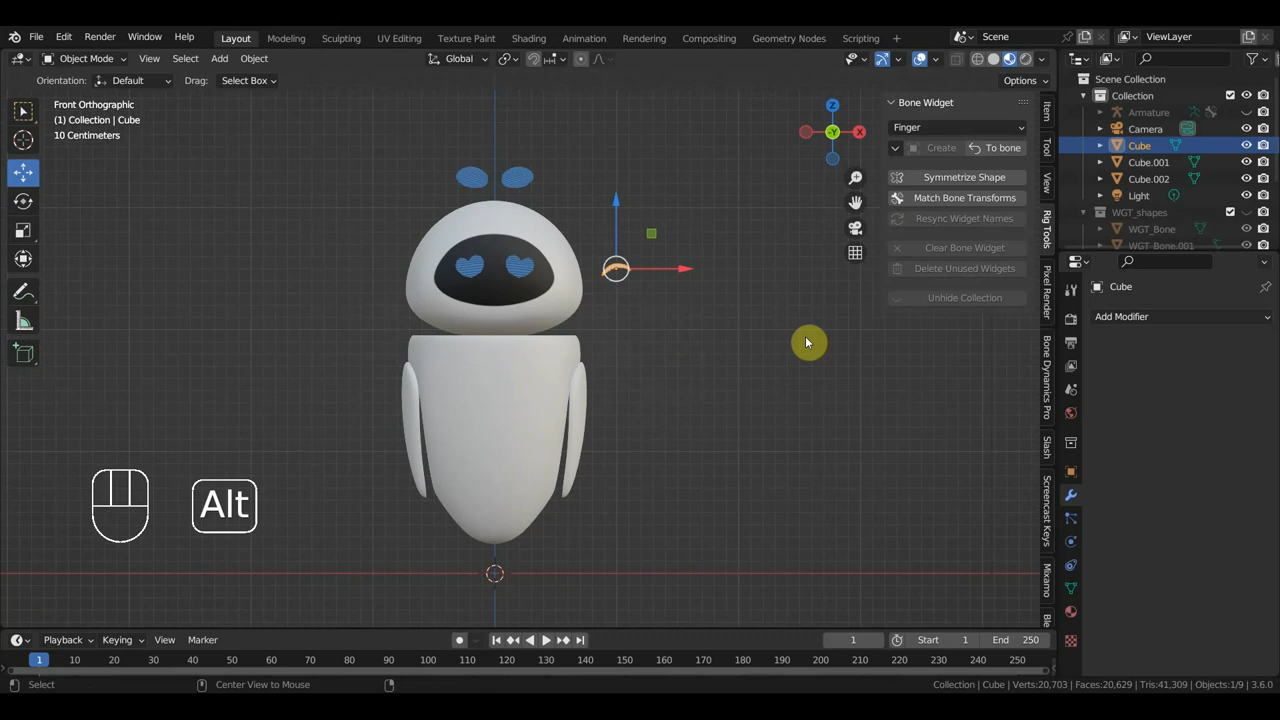 File Edit Render Window Help Layout Modeling Sculpting UV Editing Texture Paint Shading Animation Rendering Compositing Geometry Nodes Scripting + Scene ViewLayer
Object Mode View Select Add Object Global
Orientation: Default Drag: Select Box Options
Front Orthographic
(1) Collection | Cube
10 Centimeters
Z
X
-Y
Bone Widget
Finger
Create To bone
Symmetrize Shape
Match Bone Transforms
Resync Widget Names
Clear Bone Widget
Delete Unused Widgets
Unhide Collection
Item
Tool
View
Rig Tools
Pixel Render
Bone Dynamics Pro
Slash
Screencast Keys
Mixamo
Ble
Scene Collection
Collection
Armature
Camera
Cube
Cube.001
Cube.002
Light
WGT_shapes
WGT_Bone
WGT_Bone.001
Cube
Add Modifier
Alt
Playback Keying View Marker 1 Start 1 End 250
1 10 20 30 40 50 60 70 80 90 100 110 120 130 140 150 160 170 180 190 200 210 220 230 240 250
Select Center View to Mouse Collection | Cube | Verts:20,703 | Faces:20,629 | Tris:41,309 | Objects:1/9 | 3.6.0